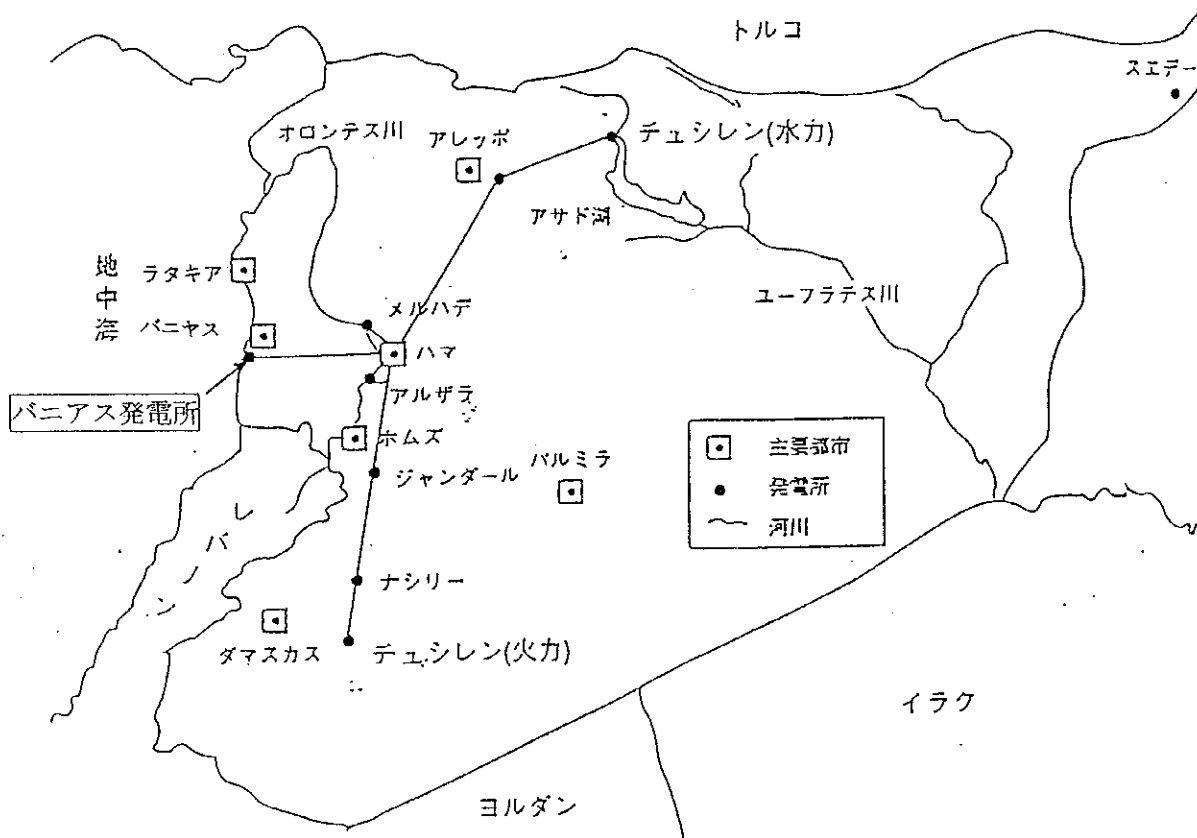 トルコ
スエデー
オロンテス川
アレッポ
チュシレン(水力)
アサド湖
地中海
ラタキア
メルハデ
ユーフラテス川
バニヤス
ハマ
アルザラ
バニアス発電所
ホムズ
主要都市
ジャンダール
パルミラ
発電所
河川
レバノン
ナシリー
ダマスカス
チュシレン(火力)
イラク
ヨルダン